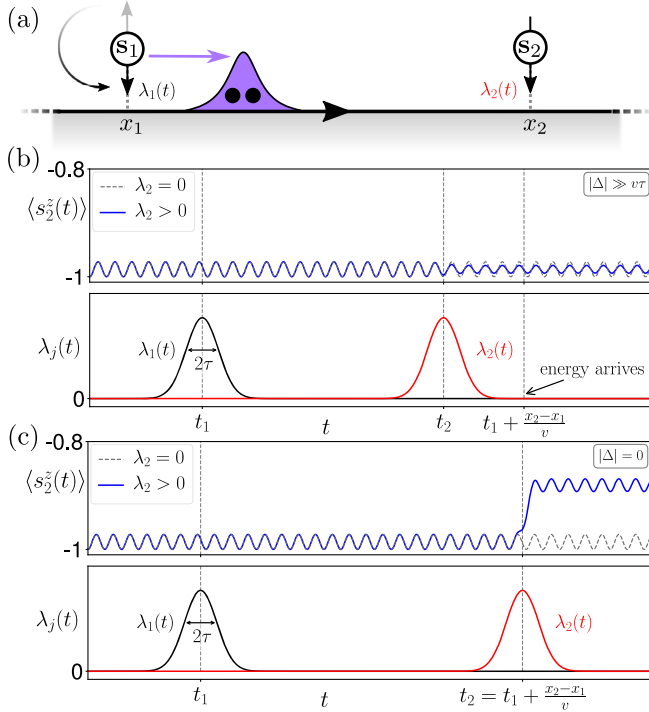 (a)
s₁
s₂
λ₁(t)
λ₂(t)
x₁
x₂
(b)
-0.8
⟨s₂ᶻ(t)⟩
λ₂ = 0
λ₂ > 0
|Δ| ≫ vτ
-1
λⱼ(t)
λ₁(t)
2τ
λ₂(t)
energy arrives
0
t₁
t
t₂
t₁ + (x₂−x₁)/v
(c)
-0.8
⟨s₂ᶻ(t)⟩
λ₂ = 0
λ₂ > 0
|Δ| = 0
-1
λⱼ(t)
λ₁(t)
2τ
λ₂(t)
0
t₁
t
t₂ = t₁ + (x₂−x₁)/v